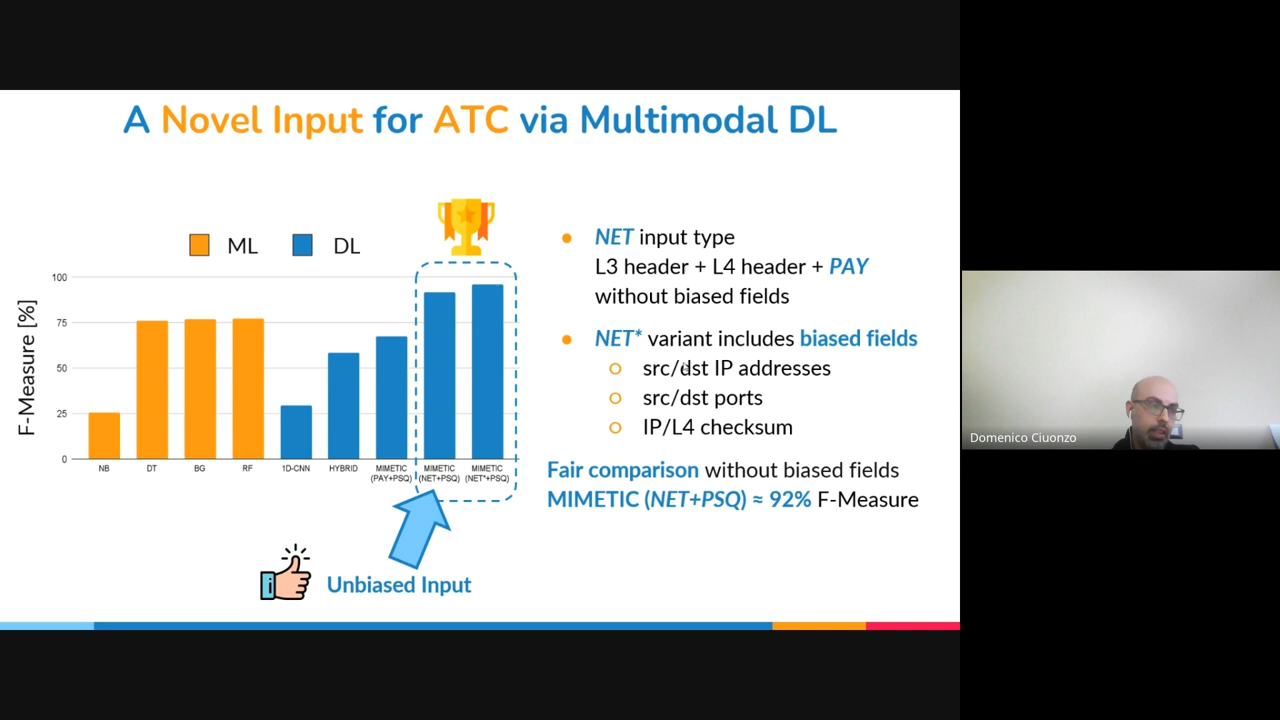 A Novel Input for ATC via Multimodal DL
ML
DL
F-Measure [%]
100
75
50
25
0
NB
DT
BG
RF
1D-CNN
HYBRID
MIMETIC
(PAY+PSQ)
MIMETIC
(NET+PSQ)
MIMETIC
(NET*+PSQ)
Unbiased Input
NET input type
L3 header + L4 header + PAY
without biased fields
NET* variant includes biased fields
src/dst IP addresses
src/dst ports
IP/L4 checksum
Fair comparison without biased fields
MIMETIC (NET+PSQ) ≈ 92% F-Measure
Domenico Ciuonzo